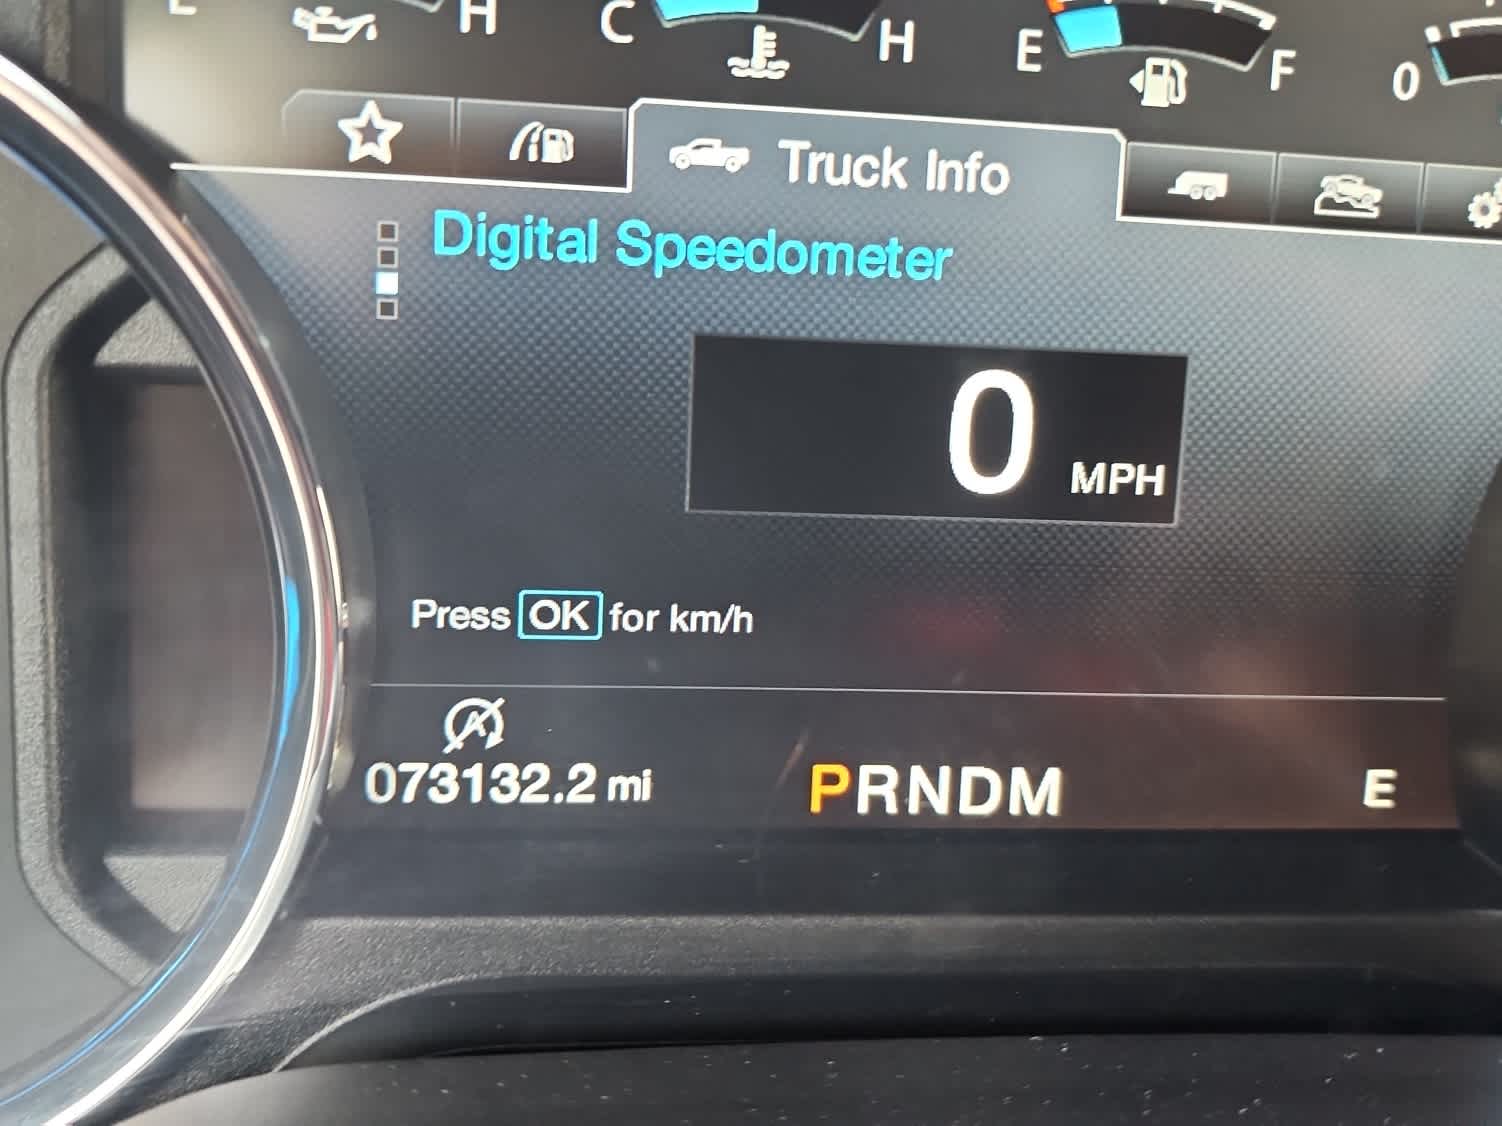 H
C
H
E
F
0
Truck Info
Digital Speedometer
0 MPH
Press OK for km/h
A
073132.2 mi
PRNDM
E